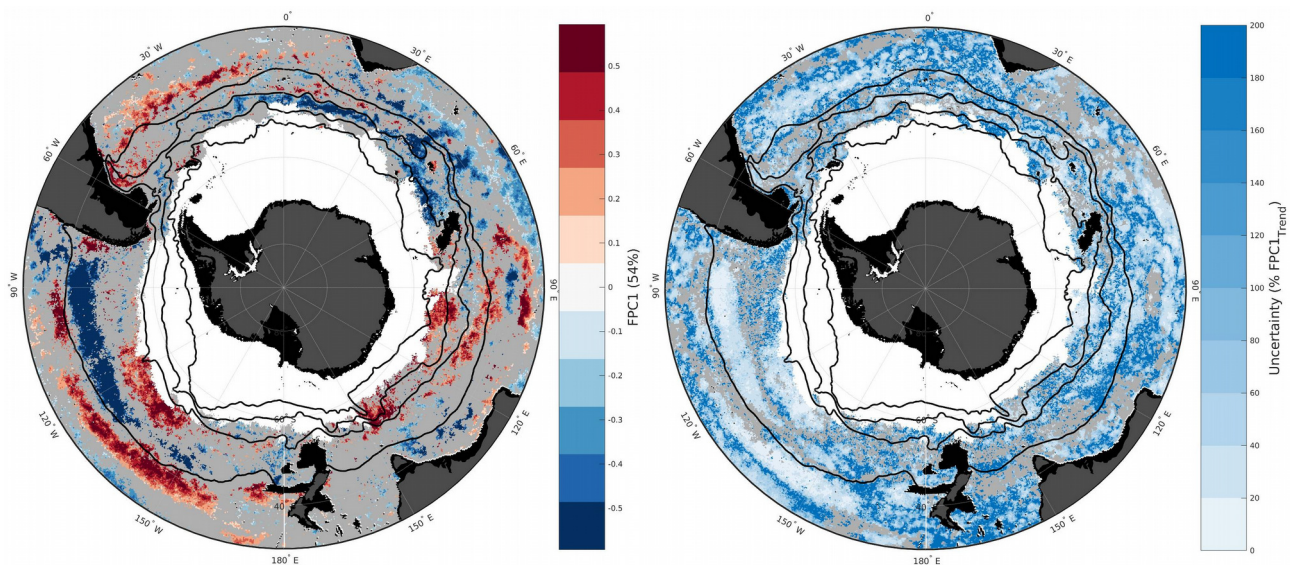 0°
30° W
30° E
60° W
60° E
90° W
90° E
120° W
120° E
150° W
150° E
180° E
60°
40°
0.5
0.4
0.3
0.2
0.1
0
-0.1
-0.2
-0.3
-0.4
-0.5
FPC1 (54%)
0°
30° W
30° E
60° W
60° E
90° W
90° E
120° W
120° E
150° W
150° E
180° E
200
180
160
140
120
100
80
60
40
20
0
Uncertainty (% FPC1Trend)